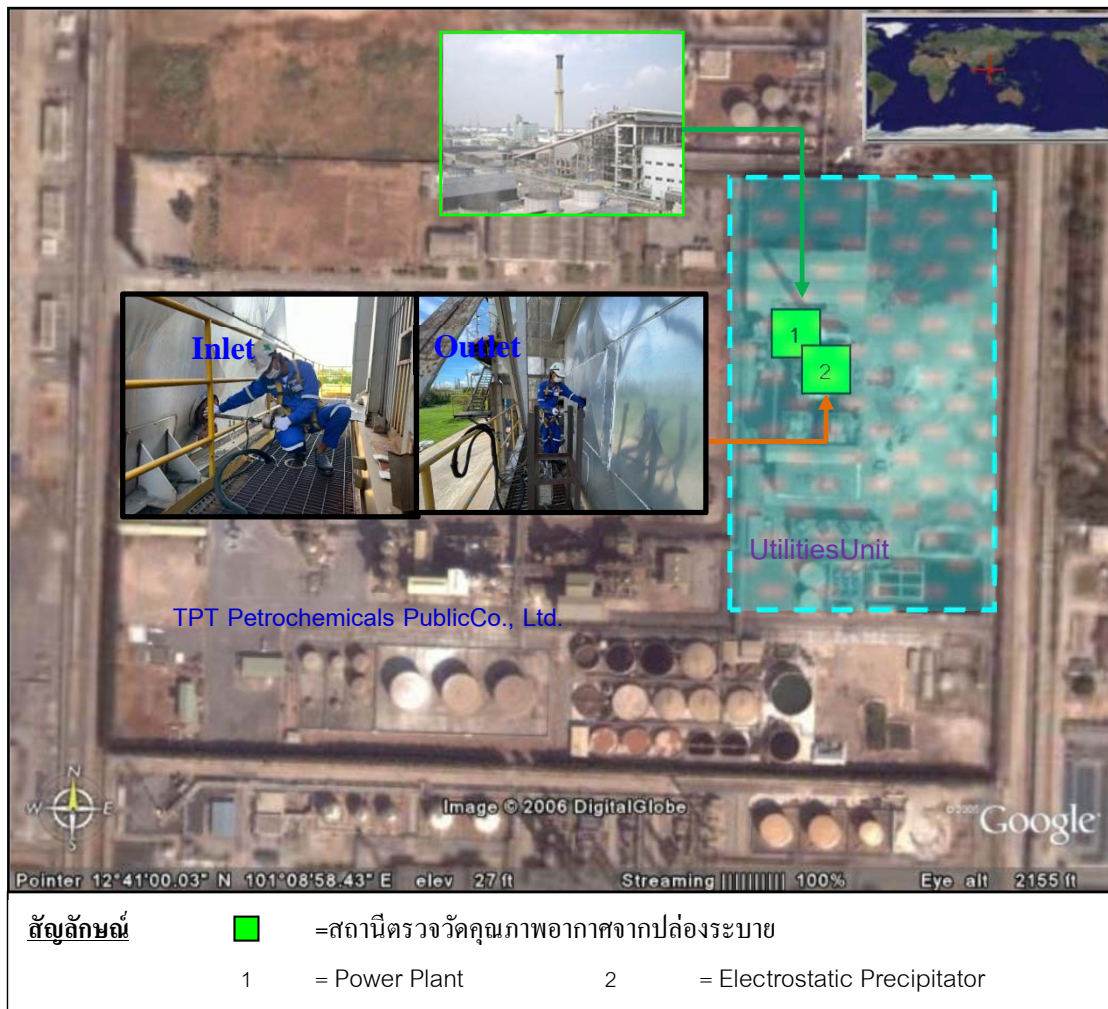 Inlet
Outlet
1
2
UtilitiesUnit
TPT Petrochemicals PublicCo., Ltd.
N
W E
S
Image © 2006 DigitalGlobe
© 2005 Google
Pointer 12°41'00.03" N 101°08'58.43" E elev 27 ft Streaming |||||||||| 100% Eye alt 2155 ft
สัญลักษณ์ =สถานีตรวจวัดคุณภาพอากาศจากปล่องระบาย
1 = Power Plant 2 = Electrostatic Precipitator